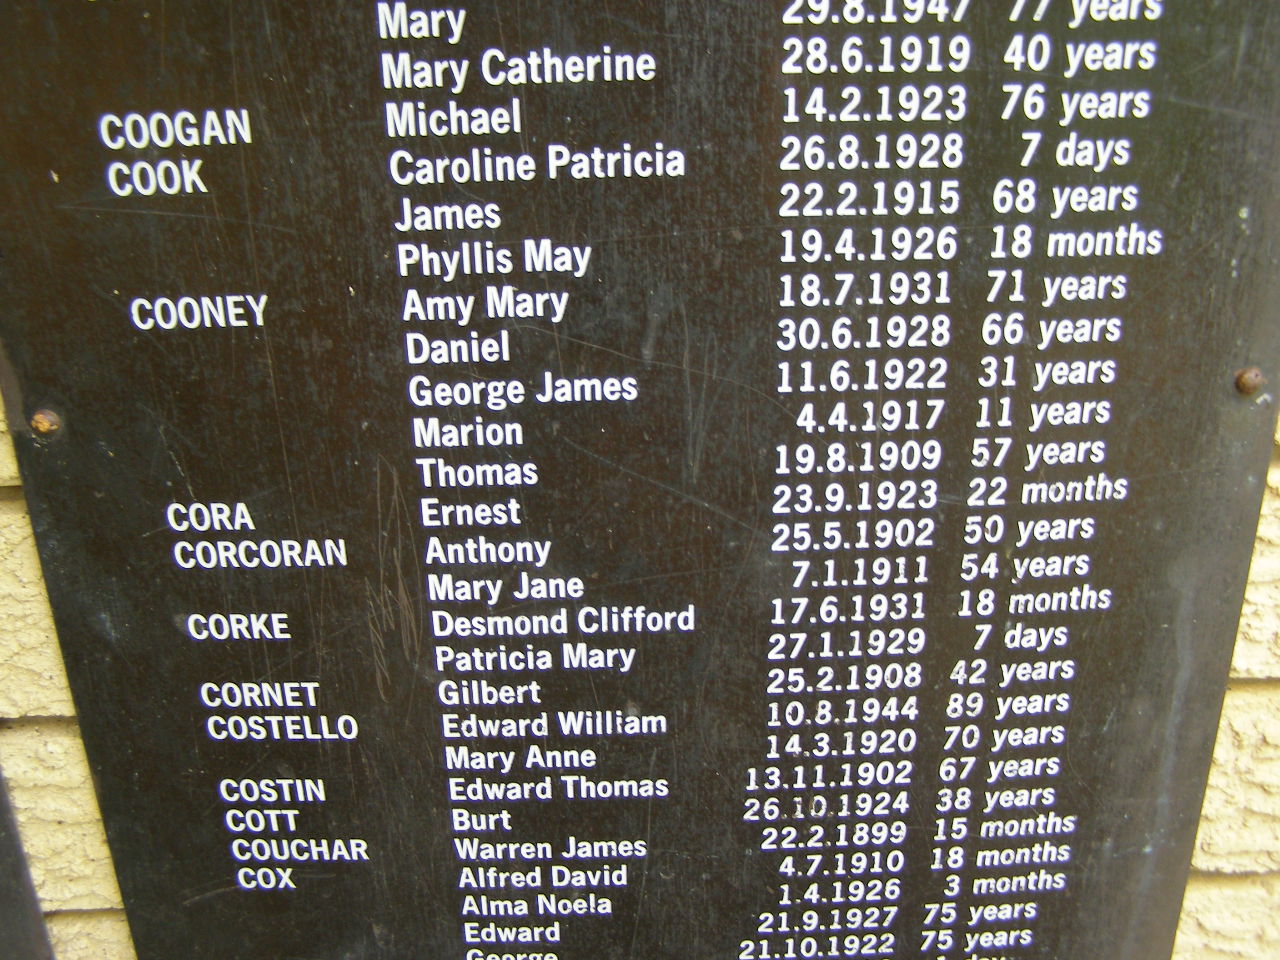 Mary 29.8.1947 77 years
Mary Catherine 28.6.1919 40 years
COOGAN Michael 14.2.1923 76 years
COOK Caroline Patricia 26.8.1928 7 days
James 22.2.1915 68 years
Phyllis May 19.4.1926 18 months
COONEY Amy Mary 18.7.1931 71 years
Daniel 30.6.1928 66 years
George James 11.6.1922 31 years
Marion 4.4.1917 11 years
Thomas 19.8.1909 57 years
CORA Ernest 23.9.1923 22 months
CORCORAN Anthony 25.5.1902 50 years
Mary Jane 7.1.1911 54 years
CORKE Desmond Clifford 17.6.1931 18 months
Patricia Mary 27.1.1929 7 days
CORNET Gilbert 25.2.1908 42 years
COSTELLO Edward William 10.8.1944 89 years
Mary Anne 14.3.1920 70 years
COSTIN Edward Thomas 13.11.1902 67 years
COTT Burt 26.10.1924 38 years
COUCHAR Warren James 22.2.1899 15 months
COX Alfred David 4.7.1910 18 months
Alma Noela 1.4.1926 3 months
Edward 21.9.1927 75 years
George 21.10.1922 75 years